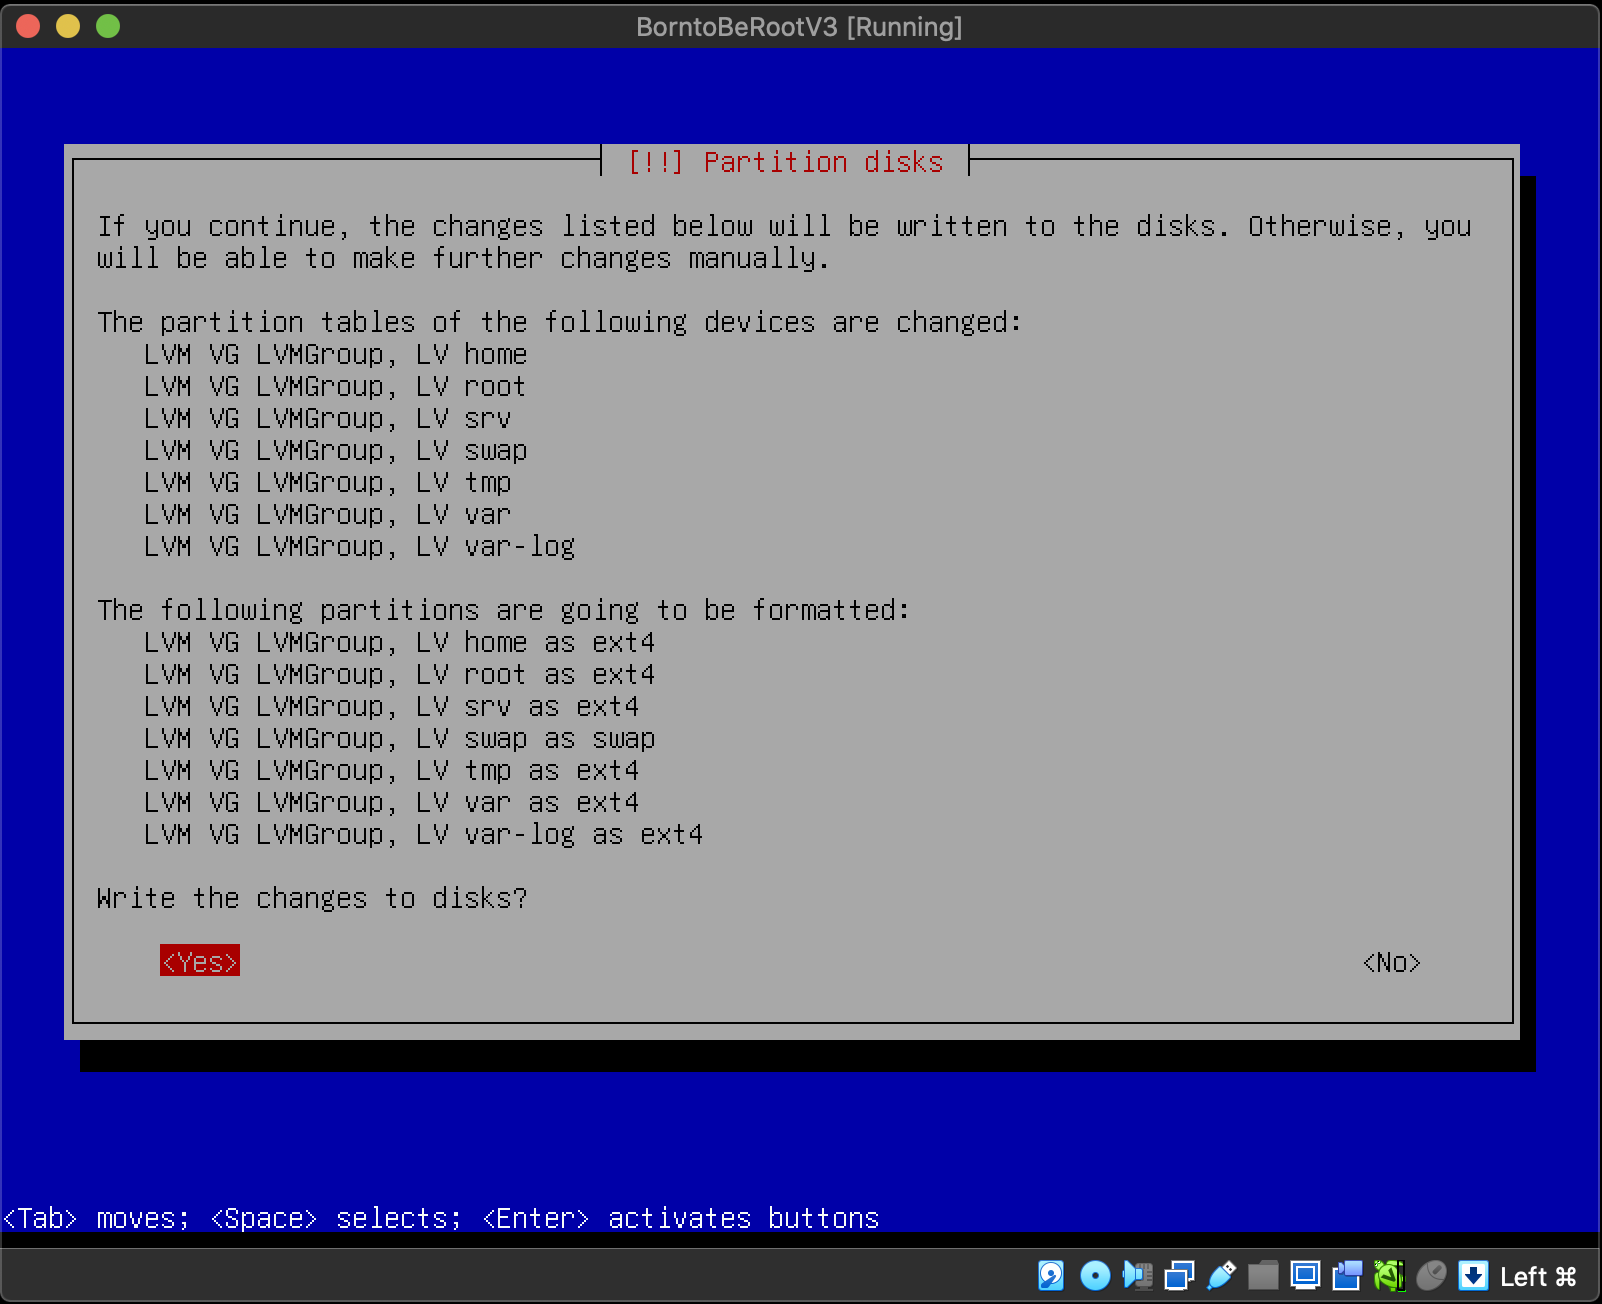 BorntoBeRootV3 [Running]
[!!] Partition disks
If you continue, the changes listed below will be written to the disks. Otherwise, you
will be able to make further changes manually.
The partition tables of the following devices are changed:
LVM VG LVMGroup, LV home
LVM VG LVMGroup, LV root
LVM VG LVMGroup, LV srv
LVM VG LVMGroup, LV swap
LVM VG LVMGroup, LV tmp
LVM VG LVMGroup, LV var
LVM VG LVMGroup, LV var-log
The following partitions are going to be formatted:
LVM VG LVMGroup, LV home as ext4
LVM VG LVMGroup, LV root as ext4
LVM VG LVMGroup, LV srv as ext4
LVM VG LVMGroup, LV swap as swap
LVM VG LVMGroup, LV tmp as ext4
LVM VG LVMGroup, LV var as ext4
LVM VG LVMGroup, LV var-log as ext4
Write the changes to disks?
<Yes> <No>
<Tab> moves; <Space> selects; <Enter> activates buttons
Left ⌘